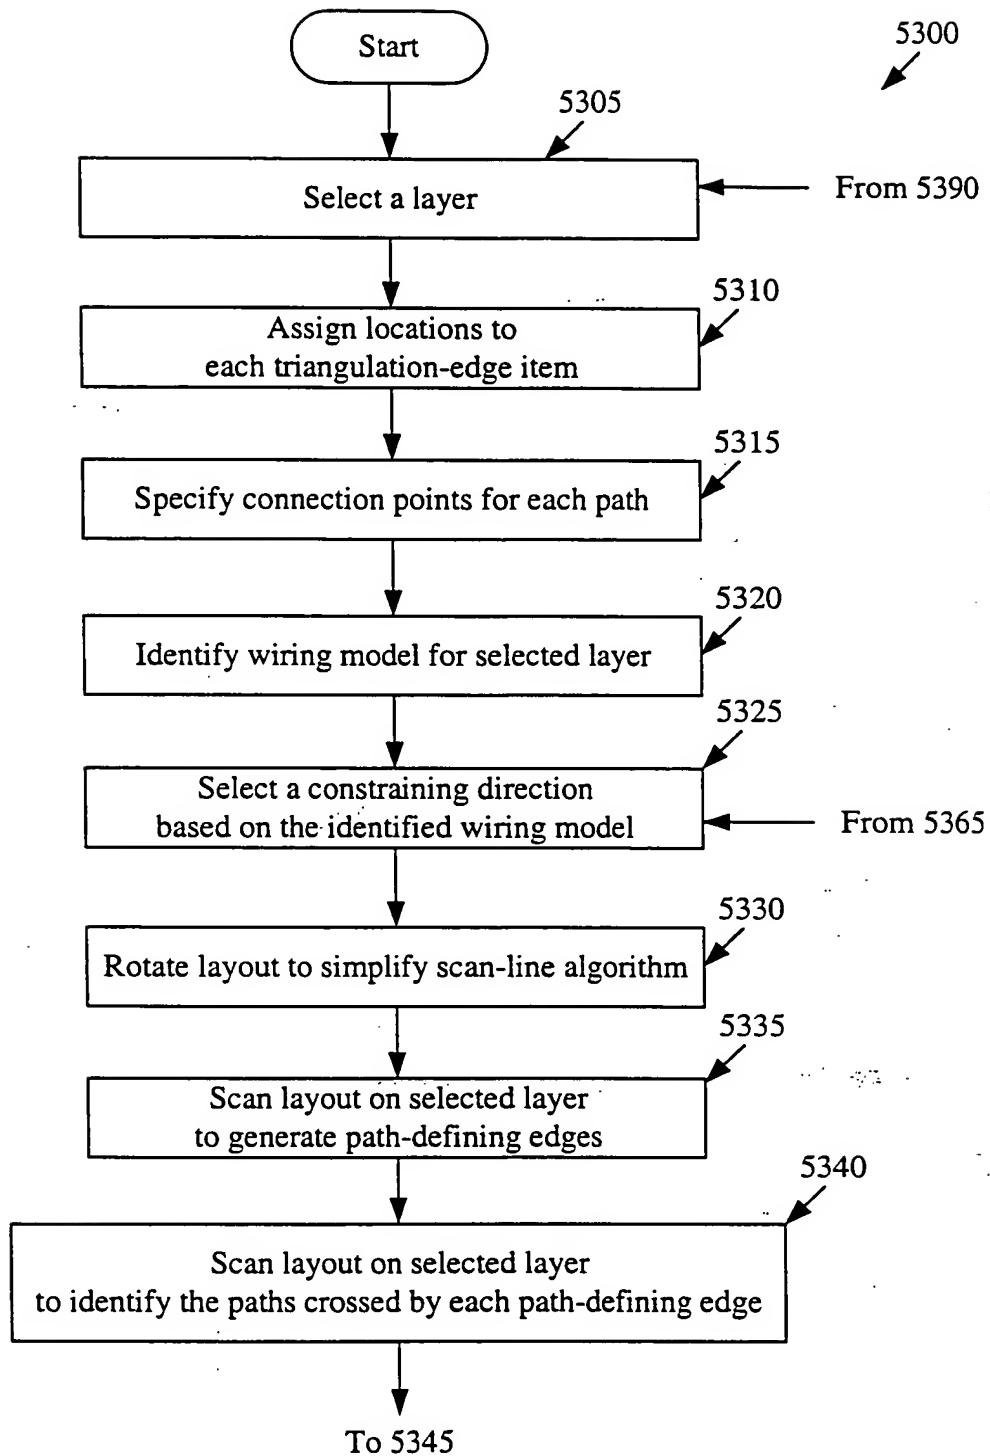 Start
5300
5305
Select a layer
From 5390
5310
Assign locations to
each triangulation-edge item
5315
Specify connection points for each path
5320
Identify wiring model for selected layer
5325
Select a constraining direction
based on the identified wiring model
From 5365
5330
Rotate layout to simplify scan-line algorithm
5335
Scan layout on selected layer
to generate path-defining edges
5340
Scan layout on selected layer
to identify the paths crossed by each path-defining edge
To 5345